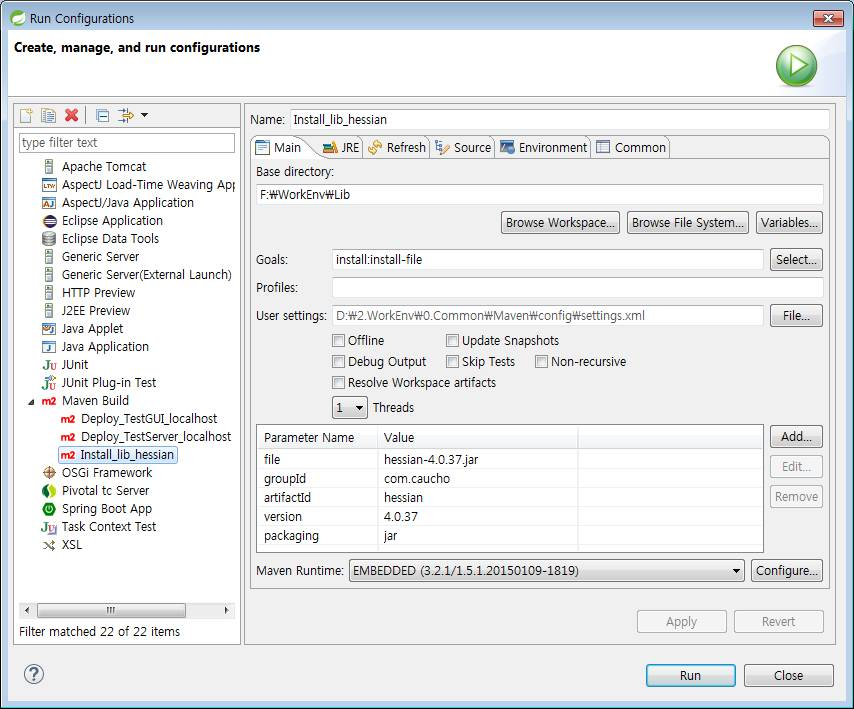 Run Configurations
Create, manage, and run configurations
type filter text
Apache Tomcat
AspectJ Load-Time Weaving App
AspectJ/Java Application
Eclipse Application
Eclipse Data Tools
Generic Server
Generic Server(External Launch)
HTTP Preview
J2EE Preview
Java Applet
Java Application
JUnit
JUnit Plug-in Test
m2 Maven Build
m2 Deploy_TestGUI_localhost
m2 Deploy_TestServer_localhost
m2 Install_lib_hessian
OSGi Framework
Pivotal tc Server
Spring Boot App
Task Context Test
XSL
Filter matched 22 of 22 items
Name: Install_lib_hessian
Main JRE Refresh Source Environment Common
Base directory:
F:₩WorkEnv₩Lib
Browse Workspace... Browse File System... Variables...
Goals: install:install-file Select...
Profiles:
User settings: D:₩2.WorkEnv₩0.Common₩Maven₩config₩settings.xml File...
Offline Update Snapshots
Debug Output Skip Tests Non-recursive
Resolve Workspace artifacts
1 Threads
Parameter Name Value
file hessian-4.0.37.jar
groupId com.caucho
artifactId hessian
version 4.0.37
packaging jar
Add...
Edit...
Remove
Maven Runtime: EMBEDDED (3.2.1/1.5.1.20150109-1819) Configure...
Apply Revert
? Run Close